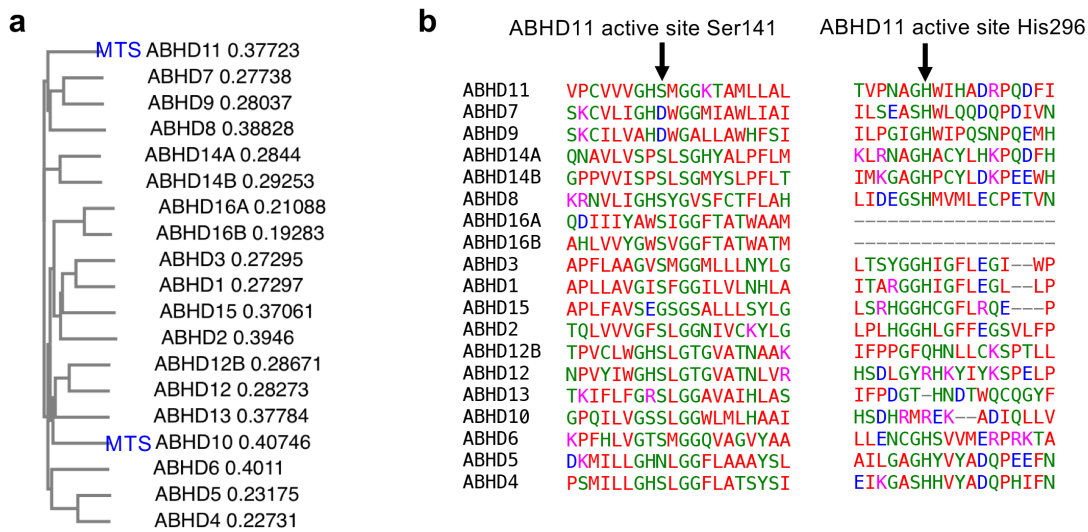 a
MTS ABHD11 0.37723
ABHD7 0.27738
ABHD9 0.28037
ABHD8 0.38828
ABHD14A 0.2844
ABHD14B 0.29253
ABHD16A 0.21088
ABHD16B 0.19283
ABHD3 0.27295
ABHD1 0.27297
ABHD15 0.37061
ABHD2 0.3946
ABHD12B 0.28671
ABHD12 0.28273
ABHD13 0.37784
MTS ABHD10 0.40746
ABHD6 0.4011
ABHD5 0.23175
ABHD4 0.22731
b
ABHD11 active site Ser141 ABHD11 active site His296
ABHD11 VPCVVVGHSMGGKTAMLLAL TVPNAGHWIHADRPQDFI
ABHD7 SKCVLIGHDWGGMIAWLIAI ILSEASHWLQQDQPDIVN
ABHD9 SKCILVAHDWGALLAWHFSI ILPGIGHWIPQSNPQEMH
ABHD14A QNAVLVSPSLSGHYALPFLM KLRNAGHACYLHKPQDFH
ABHD14B GPPVVISPSLSGMYSLPFLT IMKGAGHPCYLDKPEEWH
ABHD8 KRNVLIGHSYGVSFCTFLAH LIDEGSHMVMLECPETVN
ABHD16A QDIIIYAWSIGGFTATWAAM ------------------
ABHD16B AHLVVYGWSVGGFTATWATM ------------------
ABHD3 APFLAAGVSMGGMLLLNYLG LTSYGGHIGFLEGI--WP
ABHD1 APLLAVGISFGGILVLNHLA ITARGGHIGFLEGL--LP
ABHD15 APLFAVSEGSGSALLLSYLG LSRHGGHCGFLRQE---P
ABHD2 TQLVVVGFSLGGNIVCKYLG LPLHGGHLGFFEGSVLFP
ABHD12B TPVCLWGHSLGTGVATNAAK IFPPGFQHNLLCKSPTLL
ABHD12 NPVYIWGHSLGTGVATNLVR HSDLGYRHKYIYKSPELP
ABHD13 TKIFLFGRSLGGAVAIHLAS IFPDGT-HNDTWQCQGYF
ABHD10 GPQILVGSSLGGWLMLHAAI HSDHRMREK--ADIQLLV
ABHD6 KPFHLVGTSMGGQVAGVYAA LLENCGHSVVMERPRKTA
ABHD5 DKMILLGHNLGGFLAAAYSL AILGAGHYVYADQPEEFN
ABHD4 PSMILLGHSLGGFLATSYSI EIKGASHHVYADQPHIFN